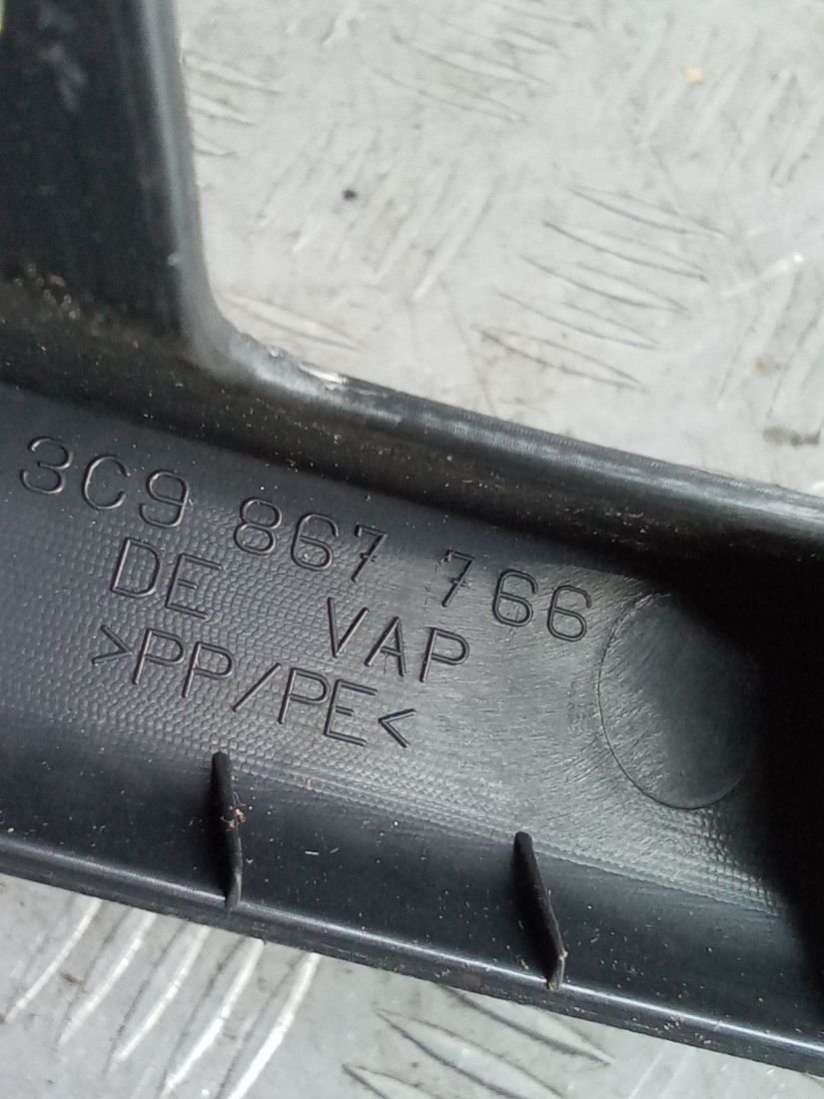 3C9 867 766
DE VAP
>PP/PE<